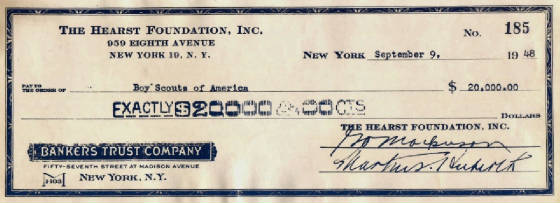 THE HEARST FOUNDATION, INC.
959 EIGHTH AVENUE
NEW YORK 19, N. Y.
No. 185
NEW YORK September 9, 1948
PAY TO THE ORDER OF Boy Scouts of America $ 20,000.00
EXACTLY $20000 AND 00 CTS
DOLLARS
THE HEARST FOUNDATION, INC.
BANKERS TRUST COMPANY
FIFTY-SEVENTH STREET AT MADISON AVENUE
NEW YORK, N.Y.